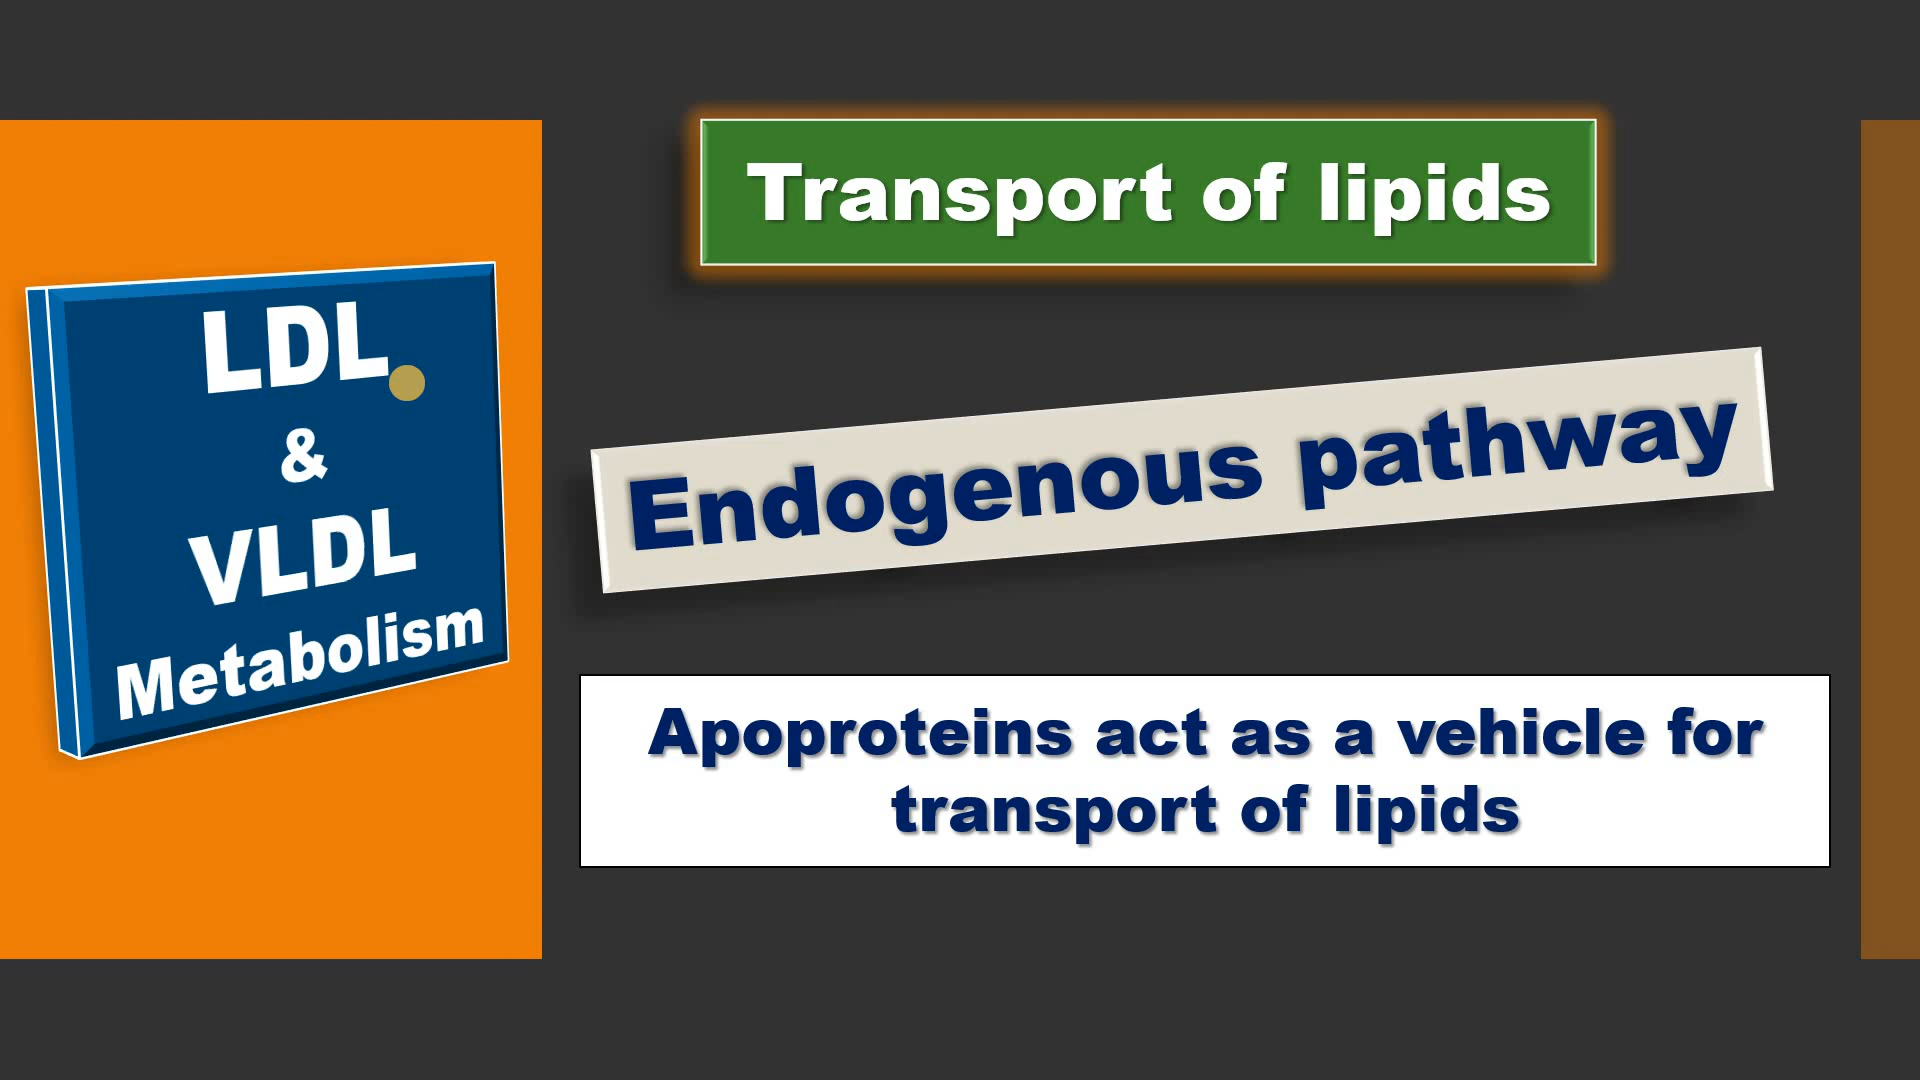 LDL
&
VLDL
Metabolism
Transport of lipids
Endogenous pathway
Apoproteins act as a vehicle for
transport of lipids